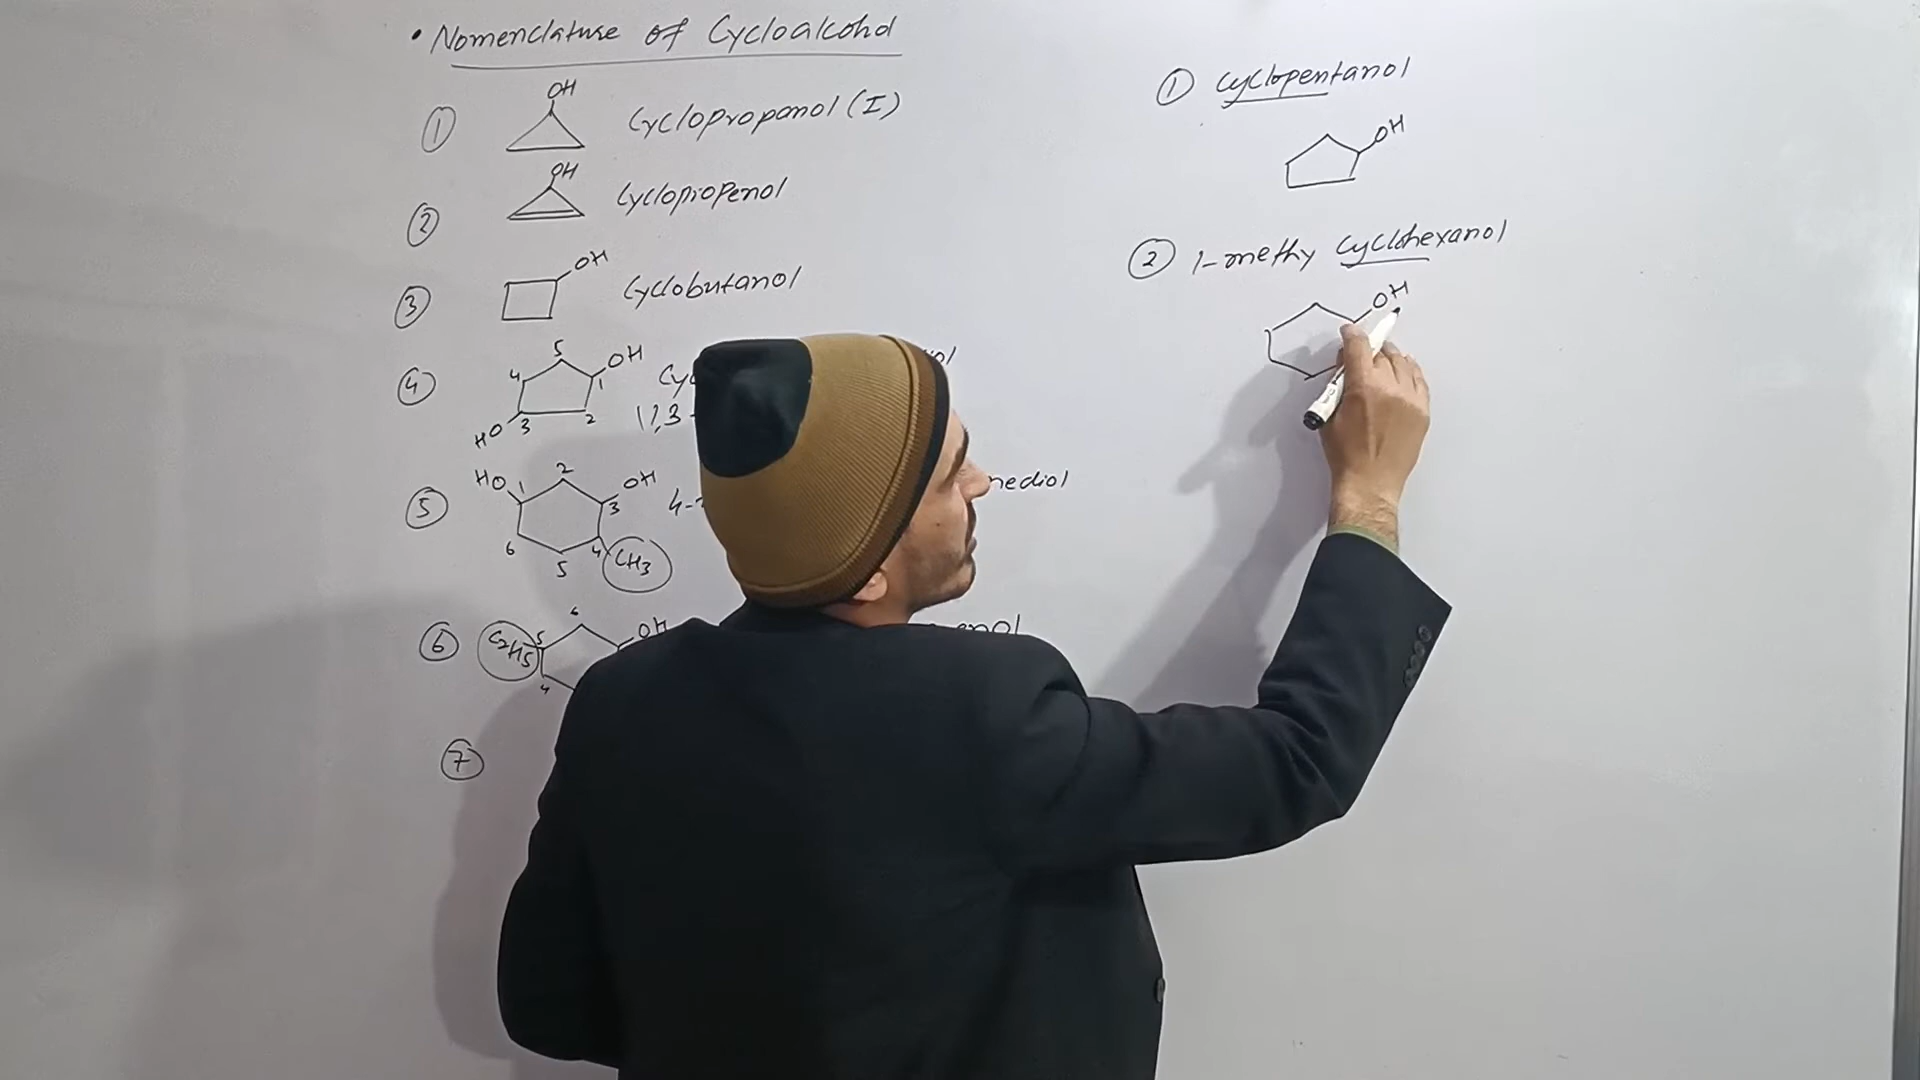 • Nomenclature of Cycloalcohol
① OH Cyclopropanol (I)
② OH Cyclopropenol
③ OH Cyclobutanol
④ 5 OH
4 1
HO 3 2
1,3-
⑤ HO 1 2 OH
3 4-
6 5 4 CH3
nediol
⑥ C2H5 5 6 OH
4
enol
⑦
① Cyclopentanol
OH
② 1-methy Cyclohexanol
OH